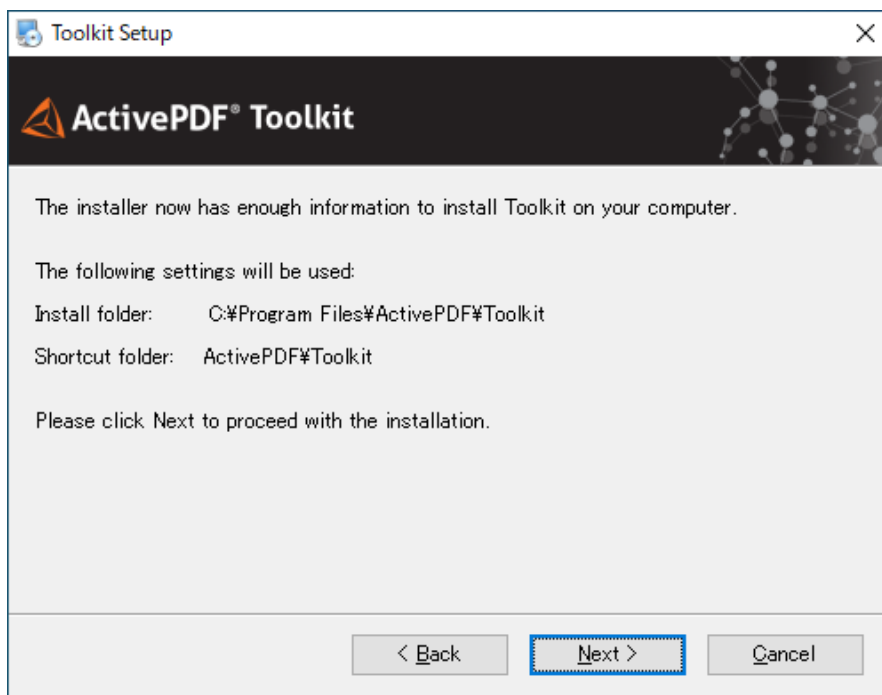 Toolkit Setup
ActivePDF® Toolkit
The installer now has enough information to install Toolkit on your computer.
The following settings will be used:
Install folder: C:¥Program Files¥ActivePDF¥Toolkit
Shortcut folder: ActivePDF¥Toolkit
Please click Next to proceed with the installation.
< Back Next > Cancel